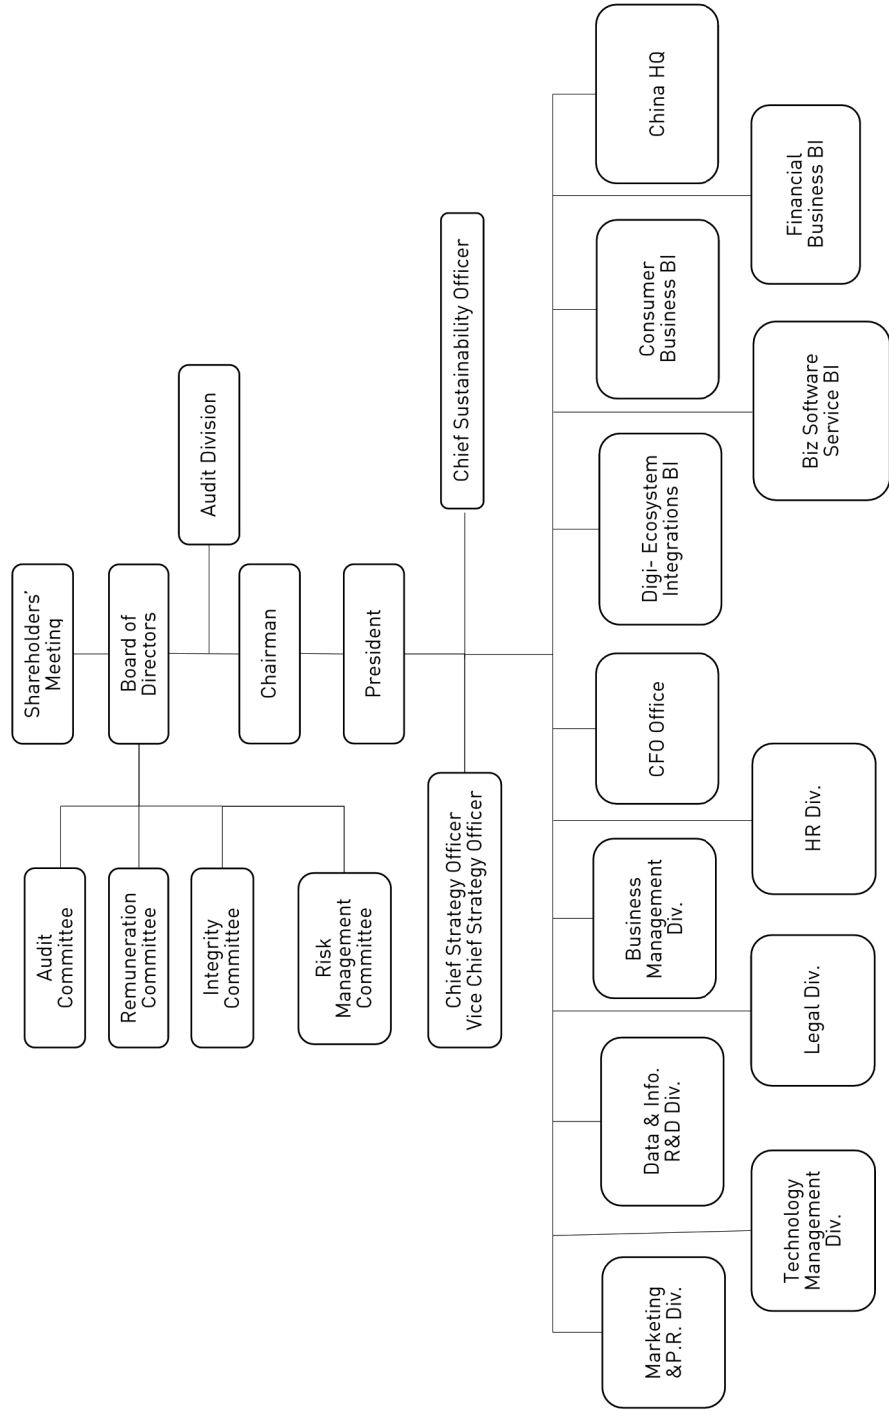 Shareholders’
Meeting
Board of
Directors
Audit Division
Chairman
President
Audit
Committee
Remuneration
Committee
Integrity
Committee
Risk
Management
Committee
Chief Strategy Officer
Vice Chief Strategy Officer
Chief Sustainability Officer
Marketing
&P.R. Div.
Technology
Management
Div.
Data & Info.
R&D Div.
Legal Div.
Business
Management
Div.
HR Div.
CFO Office
Digi- Ecosystem
Integrations BI
Biz Software
Service BI
Consumer
Business BI
Financial
Business BI
China HQ